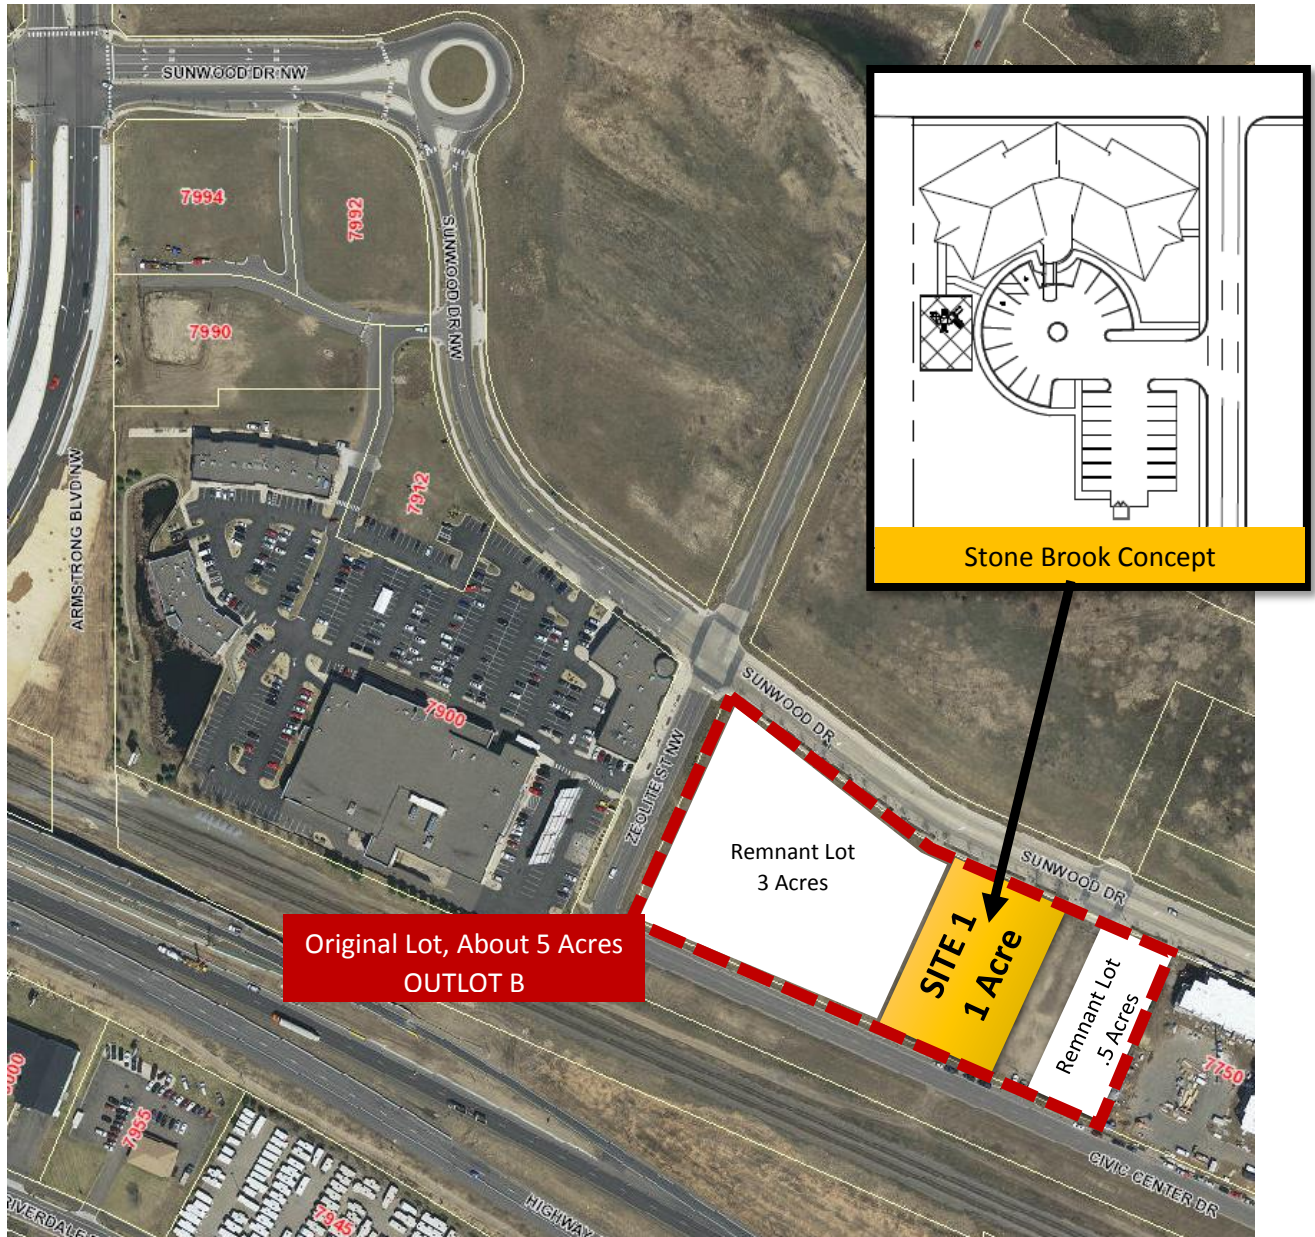 SUNWOOD DR NW
7994
7992
SUNWOOD DR NW
7990
7912
ARMSTRONG BLVD NW
7900
Stone Brook Concept
ZEOLITE ST NW
SUNWOOD DR
Remnant Lot
3 Acres
SUNWOOD DR
SITE 1
1 Acre
Remnant Lot
.5 Acres
Original Lot, About 5 Acres
OUTLOT B
7750
7955
7945
HIGHWAY
CIVIC CENTER DR